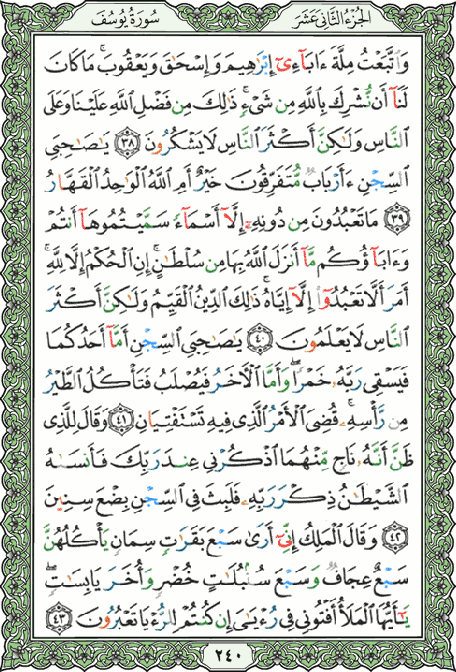 سُورَةُ يُوسُفَ
الجُزْءُ الثَّانِي عَشَرَ
وَٱتَّبَعْتُ مِلَّةَ ءَابَآءِىٓ إِبْرَٰهِيمَ وَإِسْحَٰقَ وَيَعْقُوبَ ۚ مَا كَانَ
لَنَآ أَن نُّشْرِكَ بِٱللَّهِ مِن شَىْءٍ ۚ ذَٰلِكَ مِن فَضْلِ ٱللَّهِ عَلَيْنَا وَعَلَى
ٱلنَّاسِ وَلَٰكِنَّ أَكْثَرَ ٱلنَّاسِ لَا يَشْكُرُونَ ٣٨ يَٰصَٰحِبَىِ
ٱلسِّجْنِ ءَأَرْبَابٌ مُّتَفَرِّقُونَ خَيْرٌ أَمِ ٱللَّهُ ٱلْوَٰحِدُ ٱلْقَهَّارُ
٣٩ مَا تَعْبُدُونَ مِن دُونِهِۦٓ إِلَّآ أَسْمَآءً سَمَّيْتُمُوهَآ أَنتُمْ
وَءَابَآؤُكُم مَّآ أَنزَلَ ٱللَّهُ بِهَا مِن سُلْطَٰنٍ ۚ إِنِ ٱلْحُكْمُ إِلَّا لِلَّهِ ۚ
أَمَرَ أَلَّا تَعْبُدُوٓا۟ إِلَّآ إِيَّاهُ ۚ ذَٰلِكَ ٱلدِّينُ ٱلْقَيِّمُ وَلَٰكِنَّ أَكْثَرَ
ٱلنَّاسِ لَا يَعْلَمُونَ ٤٠ يَٰصَٰحِبَىِ ٱلسِّجْنِ أَمَّآ أَحَدُكُمَا
فَيَسْقِى رَبَّهُۥ خَمْرًا ۖ وَأَمَّا ٱلْءَاخَرُ فَيُصْلَبُ فَتَأْكُلُ ٱلطَّيْرُ
مِن رَّأْسِهِۦ ۚ قُضِىَ ٱلْأَمْرُ ٱلَّذِى فِيهِ تَسْتَفْتِيَانِ ٤١ وَقَالَ لِلَّذِى
ظَنَّ أَنَّهُۥ نَاجٍ مِّنْهُمَا ٱذْكُرْنِى عِندَ رَبِّكَ فَأَنسَىٰهُ
ٱلشَّيْطَٰنُ ذِكْرَ رَبِّهِۦ فَلَبِثَ فِى ٱلسِّجْنِ بِضْعَ سِنِينَ
٤٢ وَقَالَ ٱلْمَلِكُ إِنِّىٓ أَرَىٰ سَبْعَ بَقَرَٰتٍ سِمَانٍ يَأْكُلُهُنَّ
سَبْعٌ عِجَافٌ وَسَبْعَ سُنۢبُلَٰتٍ خُضْرٍ وَأُخَرَ يَابِسَٰتٍ ۖ
يَٰٓأَيُّهَا ٱلْمَلَأُ أَفْتُونِى فِى رُءْيَٰىَ إِن كُنتُمْ لِلرُّءْيَا تَعْبُرُونَ ٤٣
٢٤٠